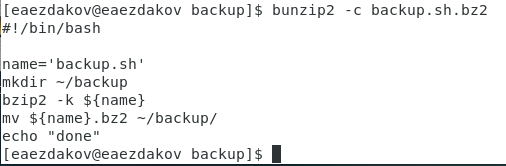 [eaezdakov@eaezdakov backup]$ bunzip2 -c backup.sh.bz2
#!/bin/bash

name='backup.sh'
mkdir ~/backup
bzip2 -k ${name}
mv ${name}.bz2 ~/backup/
echo "done"
[eaezdakov@eaezdakov backup]$